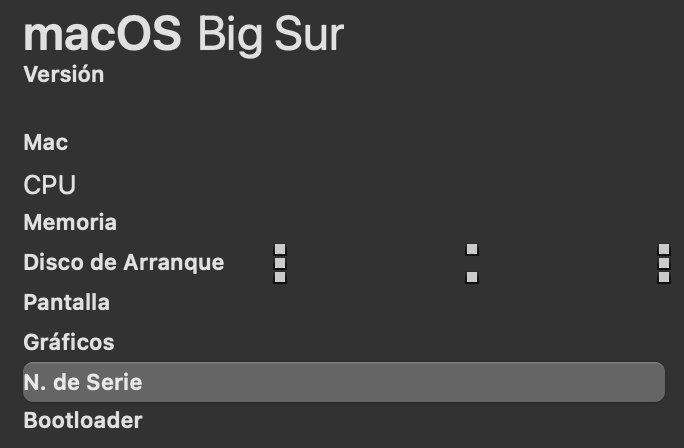 macOS Big Sur
Versión
Mac
CPU
Memoria
Disco de Arranque
Pantalla
Gráficos
N. de Serie
Bootloader